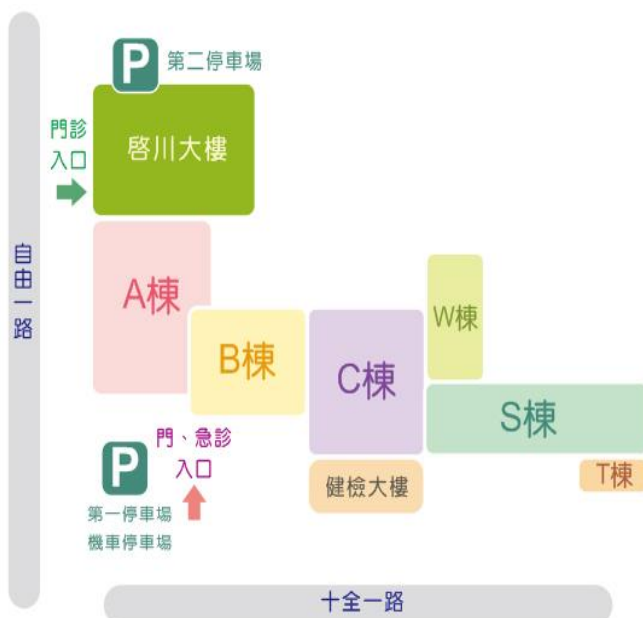 P
第二停車場
門診
入口
啓川大樓
自由一路
A棟
B棟
C棟
W棟
S棟
T棟
門、急診
入口
P
第一停車場
機車停車場
健檢大樓
十全一路